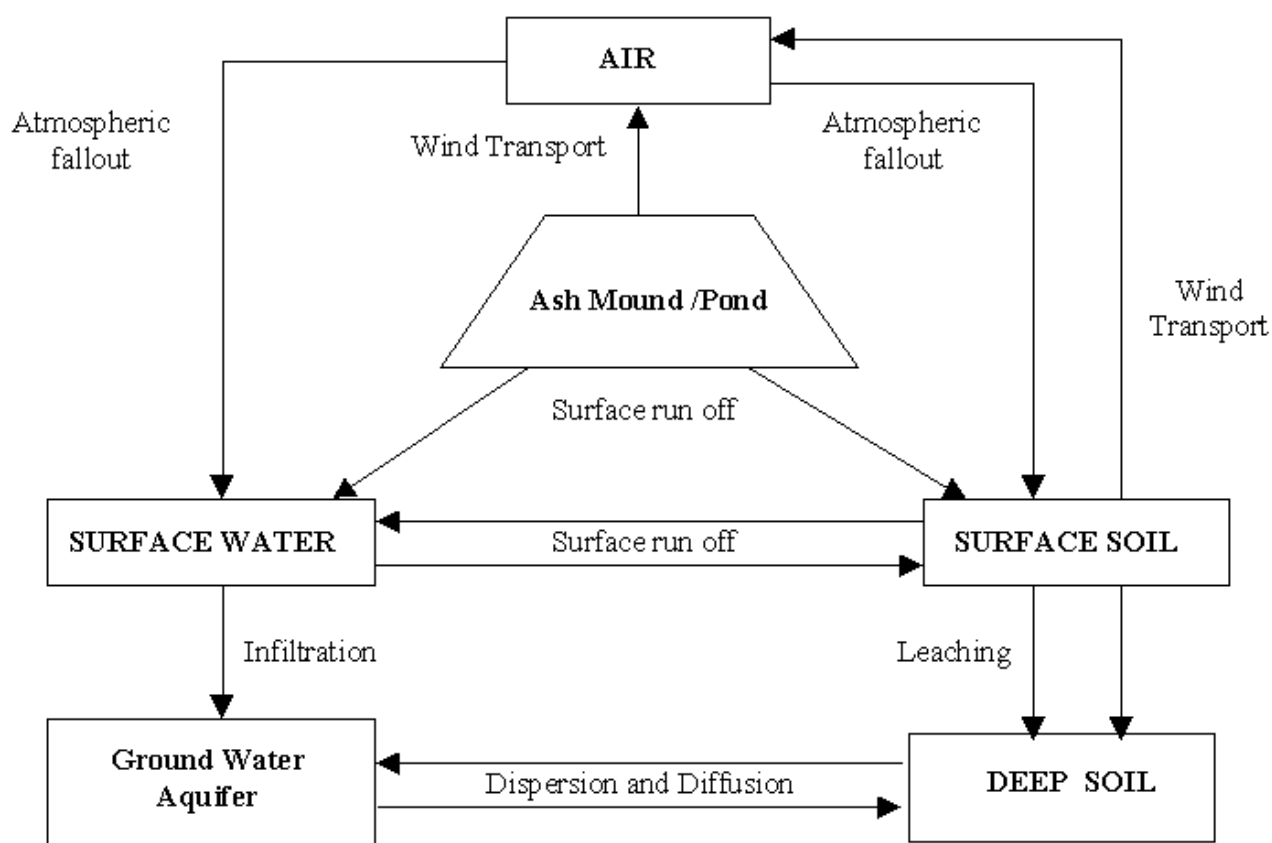 AIR
Atmospheric
fallout
Wind Transport
Atmospheric
fallout
Ash Mound /Pond
Wind
Transport
Surface run off
SURFACE WATER
Surface run off
SURFACE SOIL
Infiltration
Leaching
Ground Water
Aquifer
Dispersion and Diffusion
DEEP SOIL